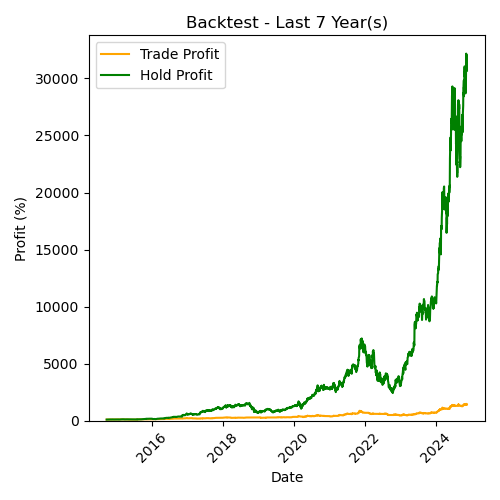 Backtest - Last 7 Year(s)
Trade Profit
Hold Profit
Profit (%)
30000
25000
20000
15000
10000
5000
0
2016
2018
2020
2022
2024
Date